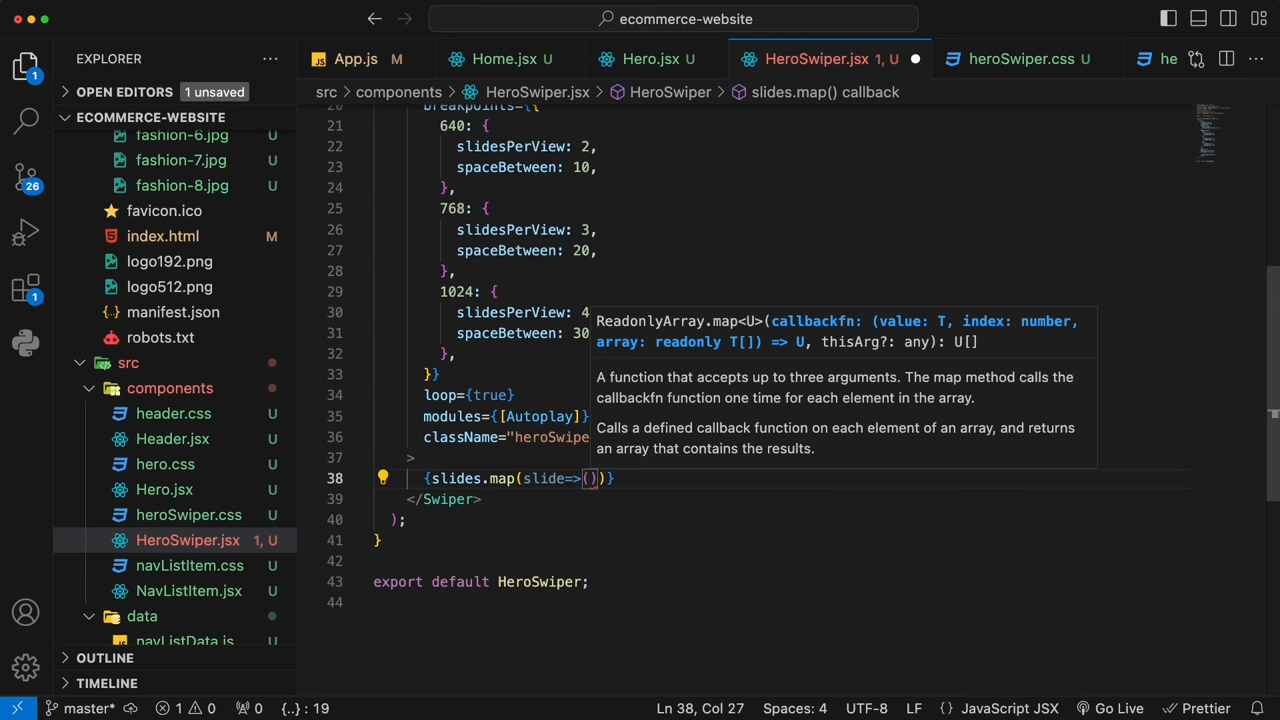 ecommerce-website
EXPLORER
App.js M
Home.jsx U
Hero.jsx U
HeroSwiper.jsx 1, U
heroSwiper.css U
he
OPEN EDITORS 1 unsaved
src > components > HeroSwiper.jsx > HeroSwiper > slides.map() callback
ECOMMERCE-WEBSITE
fashion-6.jpg U
fashion-7.jpg U
fashion-8.jpg U
favicon.ico
index.html M
logo192.png
logo512.png
manifest.json
robots.txt
src
components
header.css U
Header.jsx U
hero.css U
Hero.jsx U
heroSwiper.css U
HeroSwiper.jsx 1, U
navListItem.css U
NavListItem.jsx U
data
navListData.js U
OUTLINE
TIMELINE
1
26
1
20 breakpoints={{
21 640: {
22 slidesPerView: 2,
23 spaceBetween: 10,
24 },
25 768: {
26 slidesPerView: 3,
27 spaceBetween: 20,
28 },
29 1024: {
30 slidesPerView: 4
31 spaceBetween: 30
32 },
33 }}
34 loop={true}
35 modules={[Autoplay]}
36 className="heroSwipe
37 >
38 {slides.map(slide=>())}
39 </Swiper>
40 );
41 }
42
43 export default HeroSwiper;
44
ReadonlyArray.map<U>(callbackfn: (value: T, index: number,
array: readonly T[]) => U, thisArg?: any): U[]
A function that accepts up to three arguments. The map method calls the
callbackfn function one time for each element in the array.
Calls a defined callback function on each element of an array, and returns
an array that contains the results.
master* 1 0 0 {..} : 19 Ln 38, Col 27 Spaces: 4 UTF-8 LF {} JavaScript JSX Go Live Prettier